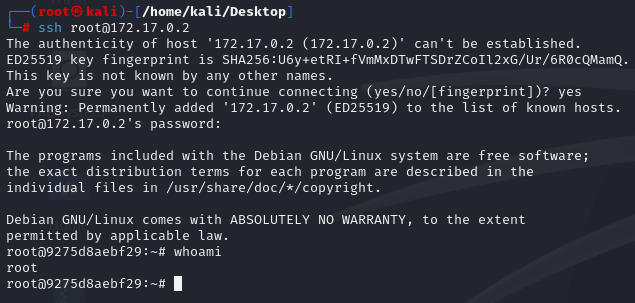 ┌──(root㉿kali)-[/home/kali/Desktop]
└─# ssh root@172.17.0.2
The authenticity of host '172.17.0.2 (172.17.0.2)' can't be established.
ED25519 key fingerprint is SHA256:U6y+etRI+fVmMxDTwFTSDrZCoIl2xG/Ur/6R0cQMamQ.
This key is not known by any other names.
Are you sure you want to continue connecting (yes/no/[fingerprint])? yes
Warning: Permanently added '172.17.0.2' (ED25519) to the list of known hosts.
root@172.17.0.2's password:
The programs included with the Debian GNU/Linux system are free software;
the exact distribution terms for each program are described in the
individual files in /usr/share/doc/*/copyright.
Debian GNU/Linux comes with ABSOLUTELY NO WARRANTY, to the extent
permitted by applicable law.
root@9275d8aebf29:~# whoami
root
root@9275d8aebf29:~#